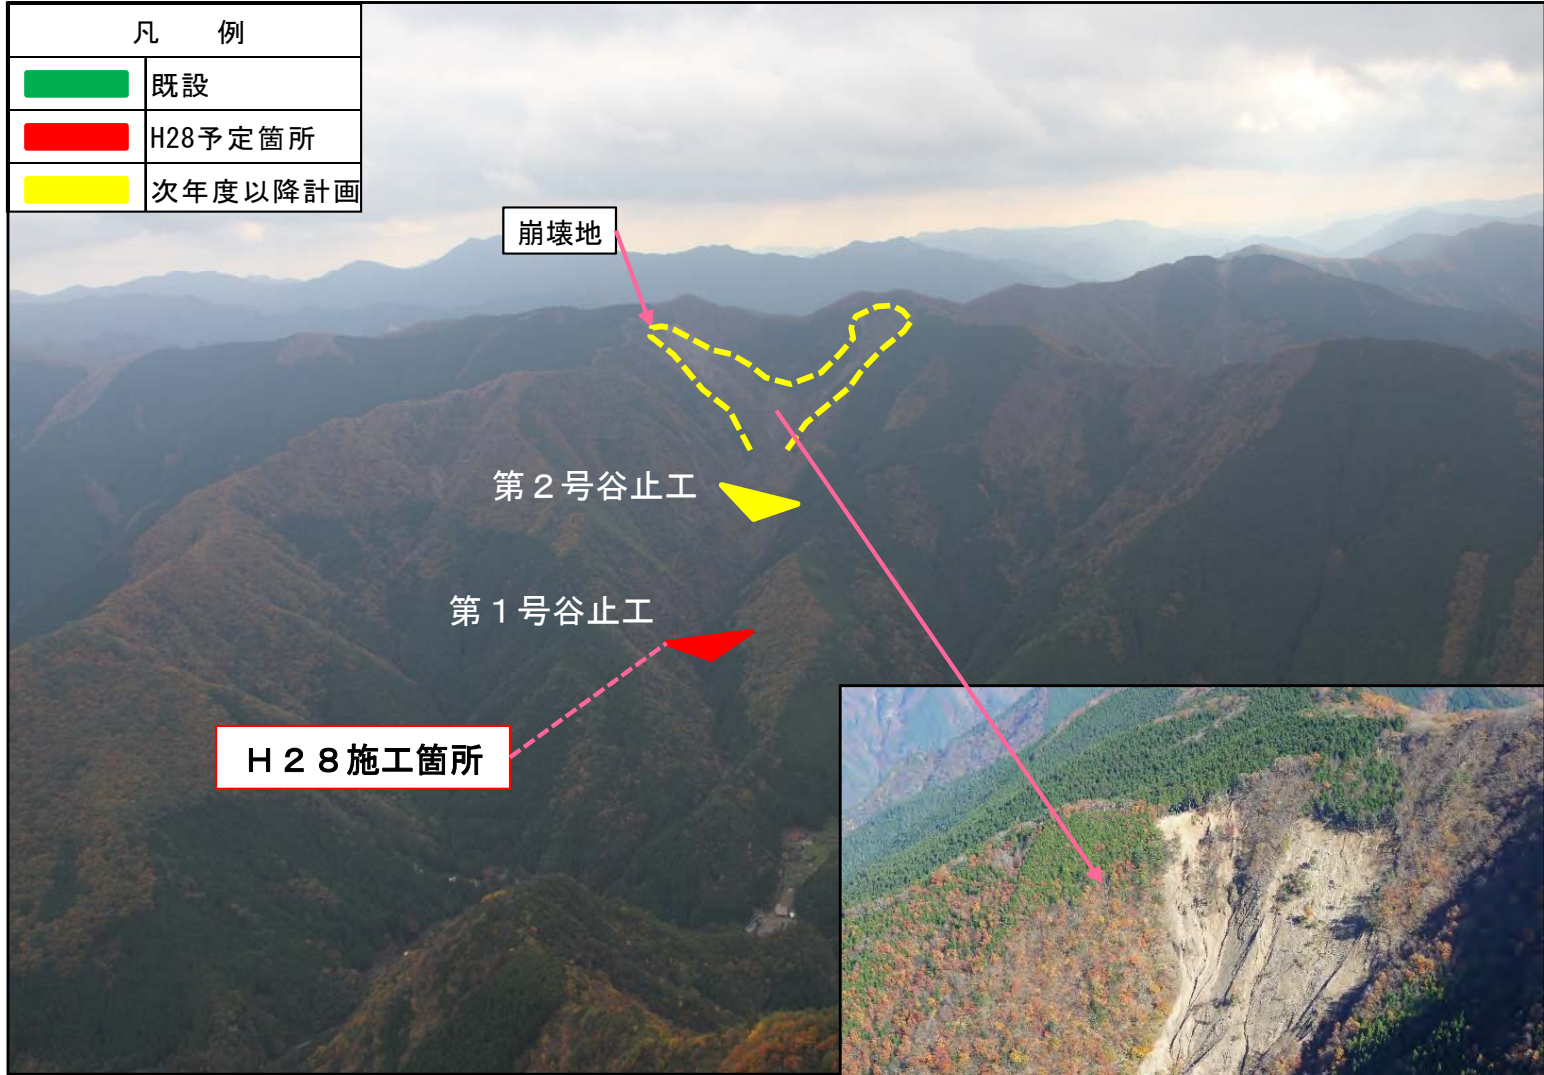 凡　例
既設
H28予定箇所
次年度以降計画
崩壊地
第２号谷止工
第１号谷止工
Ｈ２８施工箇所